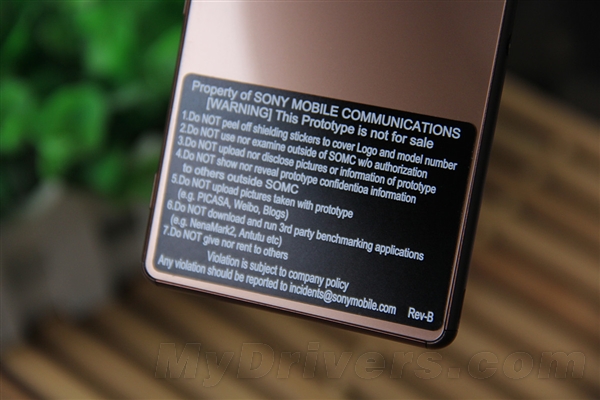 Property of SONY MOBILE COMMUNICATIONS
[WARNING] This Prototype is not for sale
1.Do NOT peel off shielding stickers to cover Logo and model number
2.Do NOT use nor examine outside of SOMC w/o authorization
3.Do NOT upload nor disclose pictures or information of prototype
4.Do NOT show nor reveal prototype confidentioa information
to others outside SOMC
5.Do NOT upload pictures taken with prototype
(e.g. PICASA, Weibo, Blogs)
6.Do NOT download and run 3rd party benchmarking applications
(e.g. NenaMark2, Antutu etc)
7.Do NOT give nor rent to others
Violation is subject to company policy
Any violation should be reported to incidents@sonymobile.com Rev-B
MyDrivers.com